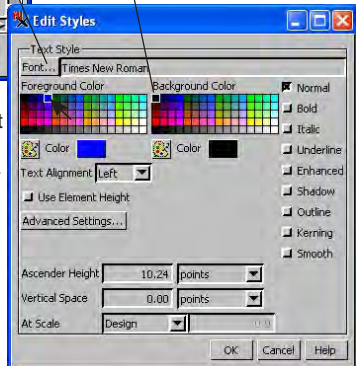 Edit Styles
Text Style
Font... Times New Roman
Foreground Color Background Color Normal
Bold
Italic
Color Color Underline
Text Alignment Left Enhanced
Shadow
Use Element Height
Outline
Advanced Settings...
Kerning
Smooth
Ascender Height 10.24 points
Vertical Space 0.00 points
At Scale Design
OK Cancel Help